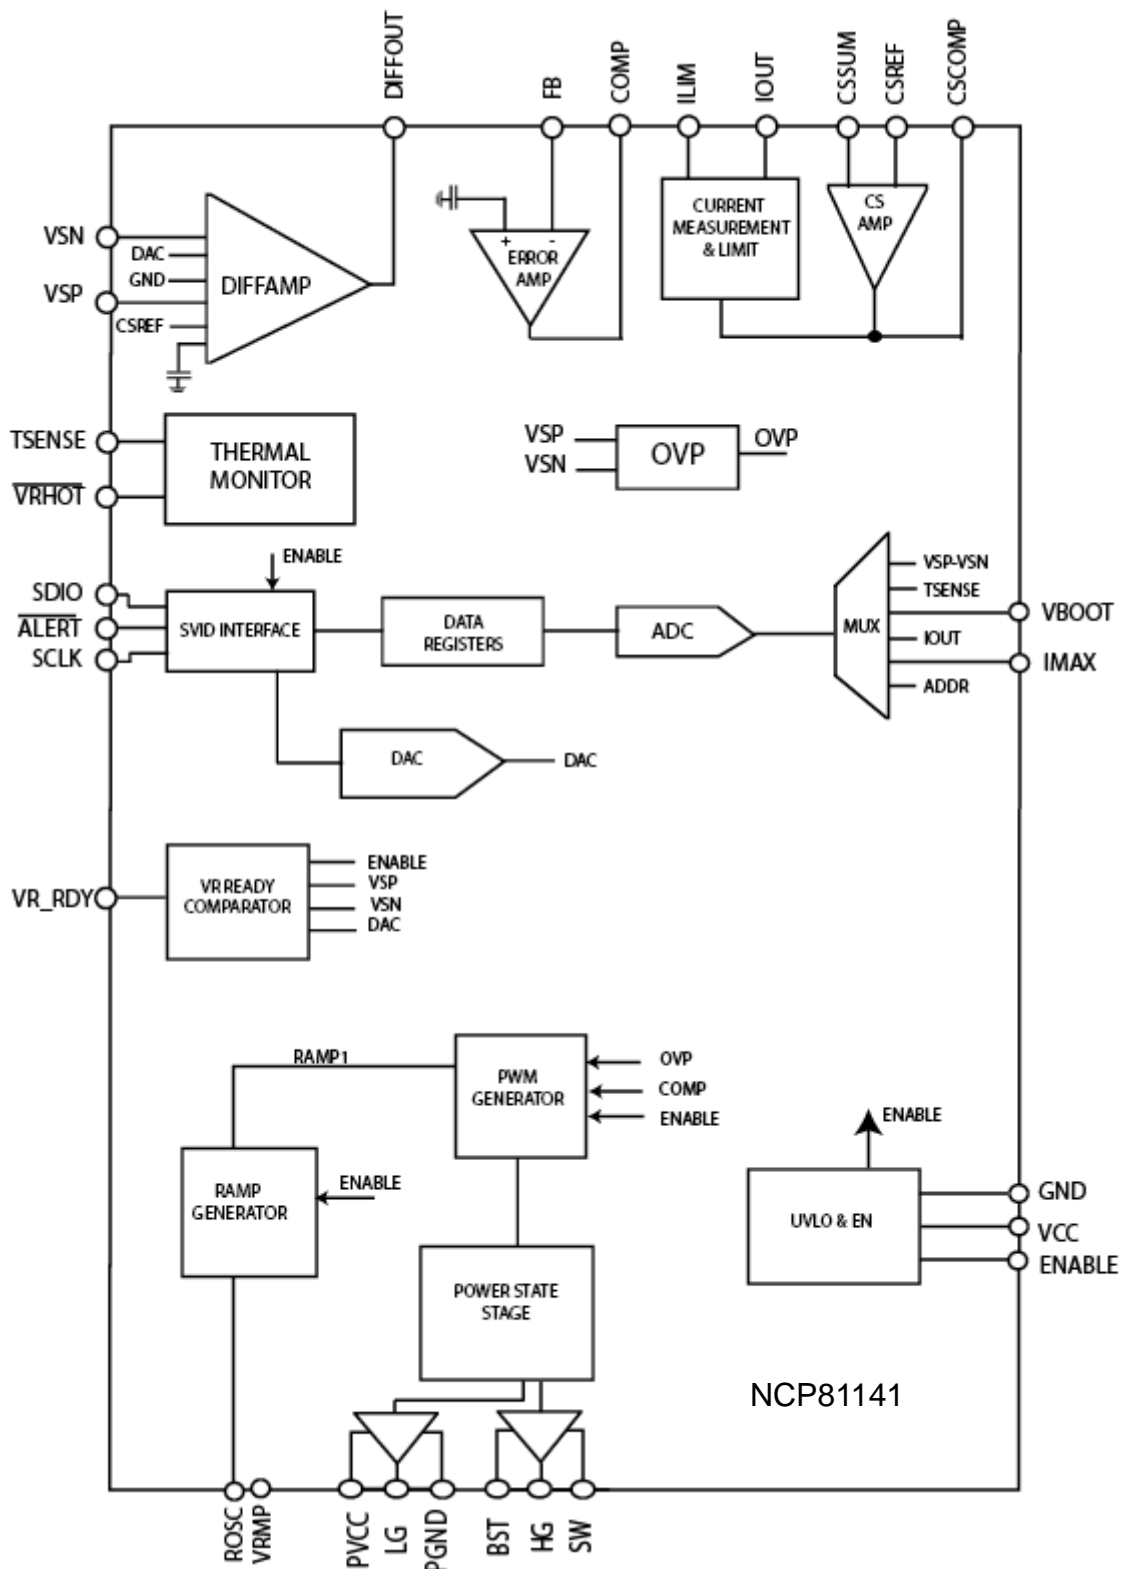 DIFFOUT
FB
COMP
ILIM
IOUT
CSSUM
CSREF
CSCOMP
VSN
DAC
GND
VSP
CSREF
DIFFAMP
+ -
ERROR
AMP
CURRENT
MEASUREMENT
& LIMIT
CS
AMP
TSENSE
VRHOT
THERMAL
MONITOR
VSP
VSN
OVP
OVP
ENABLE
SDIO
ALERT
SCLK
SVID INTERFACE
DATA
REGISTERS
ADC
MUX
VSP-VSN
TSENSE
IOUT
ADDR
VBOOT
IMAX
DAC
DAC
VR_RDY
VR READY
COMPARATOR
ENABLE
VSP
VSN
DAC
RAMP1
PWM
GENERATOR
OVP
COMP
ENABLE
RAMP
GENERATOR
ENABLE
ENABLE
UVLO & EN
GND
VCC
ENABLE
POWER STATE
STAGE
NCP81141
ROSC
VRMP
PVCC
LG
PGND
BST
HG
SW